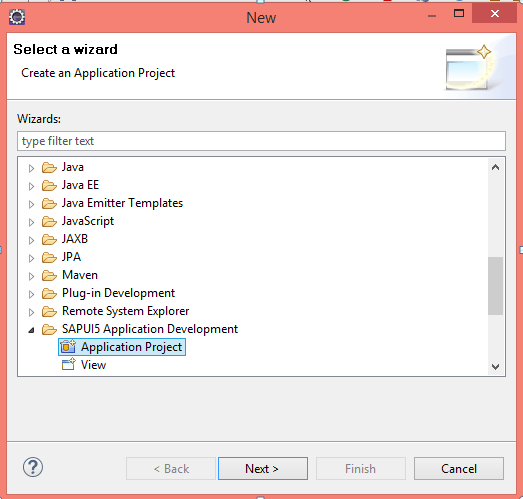 New
Select a wizard
Create an Application Project
Wizards:
type filter text
Java
Java EE
Java Emitter Templates
JavaScript
JAXB
JPA
Maven
Plug-in Development
Remote System Explorer
SAPUI5 Application Development
Application Project
View
? < Back Next > Finish Cancel